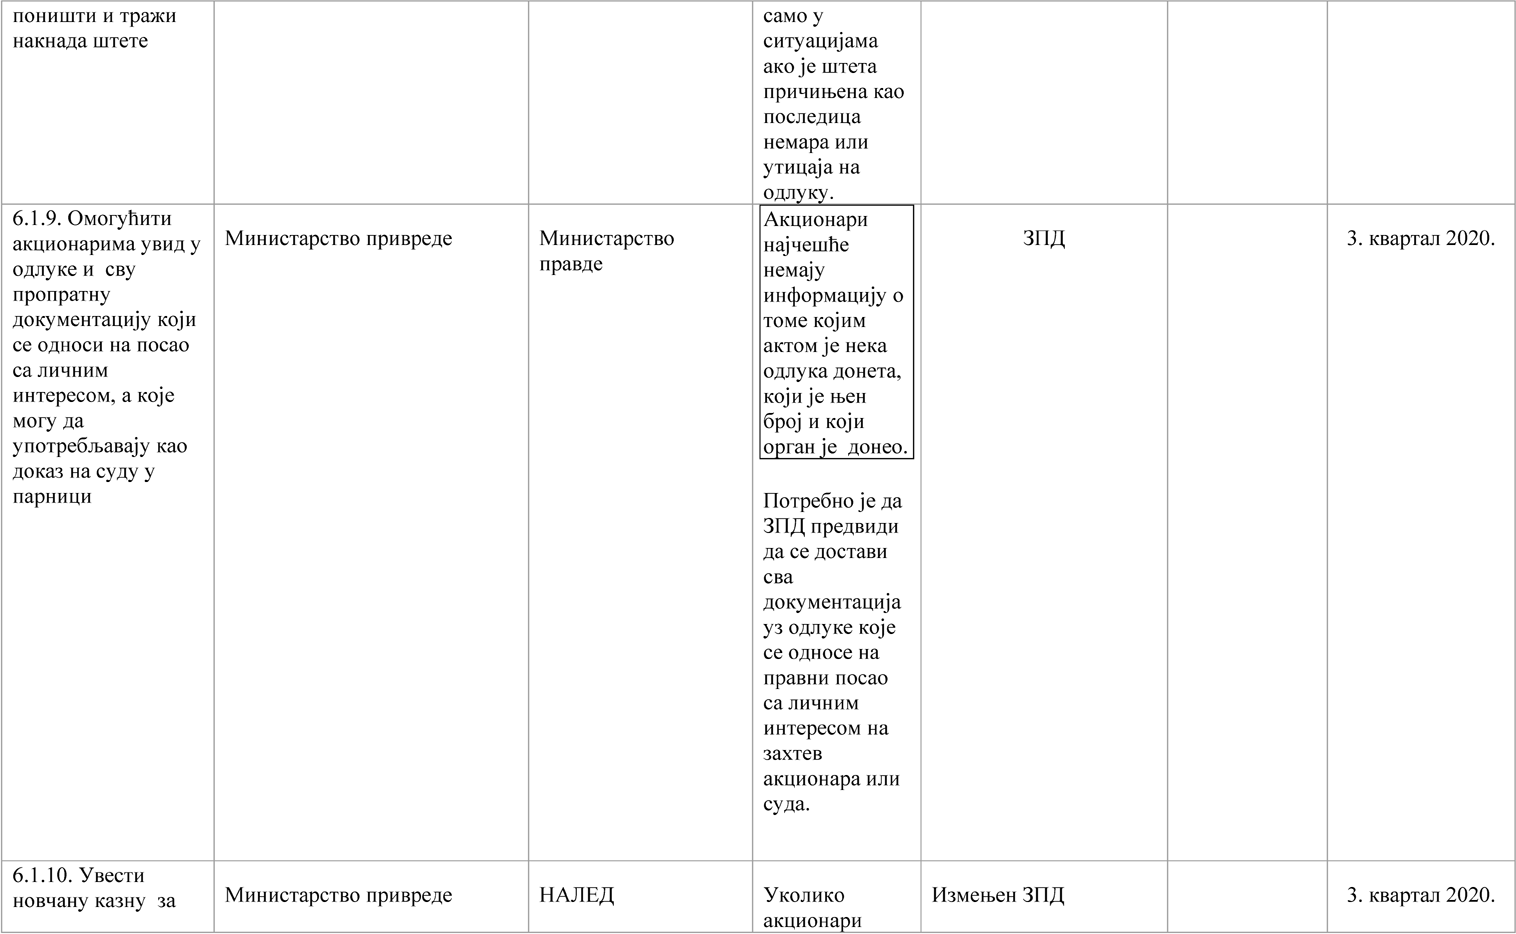 поништи и тражи
накнада штете
само у
ситуацијама
ако је штета
причињена као
последица
немара или
утицаја на
одлуку.
6.1.9. Омогућити
акционарима увид у
одлуке и  сву
пропратну
документацију који
се односи на посао
са личним
интересом, а које
могу да
употребљавају као
доказ на суду у
парници
Министарство привреде
Министарство
правде
Акционари
најчешће
немају
информацију о
томе којим
актом је нека
одлука донета,
који је њен
број и који
орган је  донео.
Потребно је да
ЗПД предвиди
да се достави
сва
документација
уз одлуке које
се односе на
правни посао
са личним
интересом на
захтев
акционара или
суда.
ЗПД
3. квартал 2020.
6.1.10. Увести
новчану казну  за
Министарство привреде
НАЛЕД
Уколико
акционари
Измењен ЗПД
3. квартал 2020.